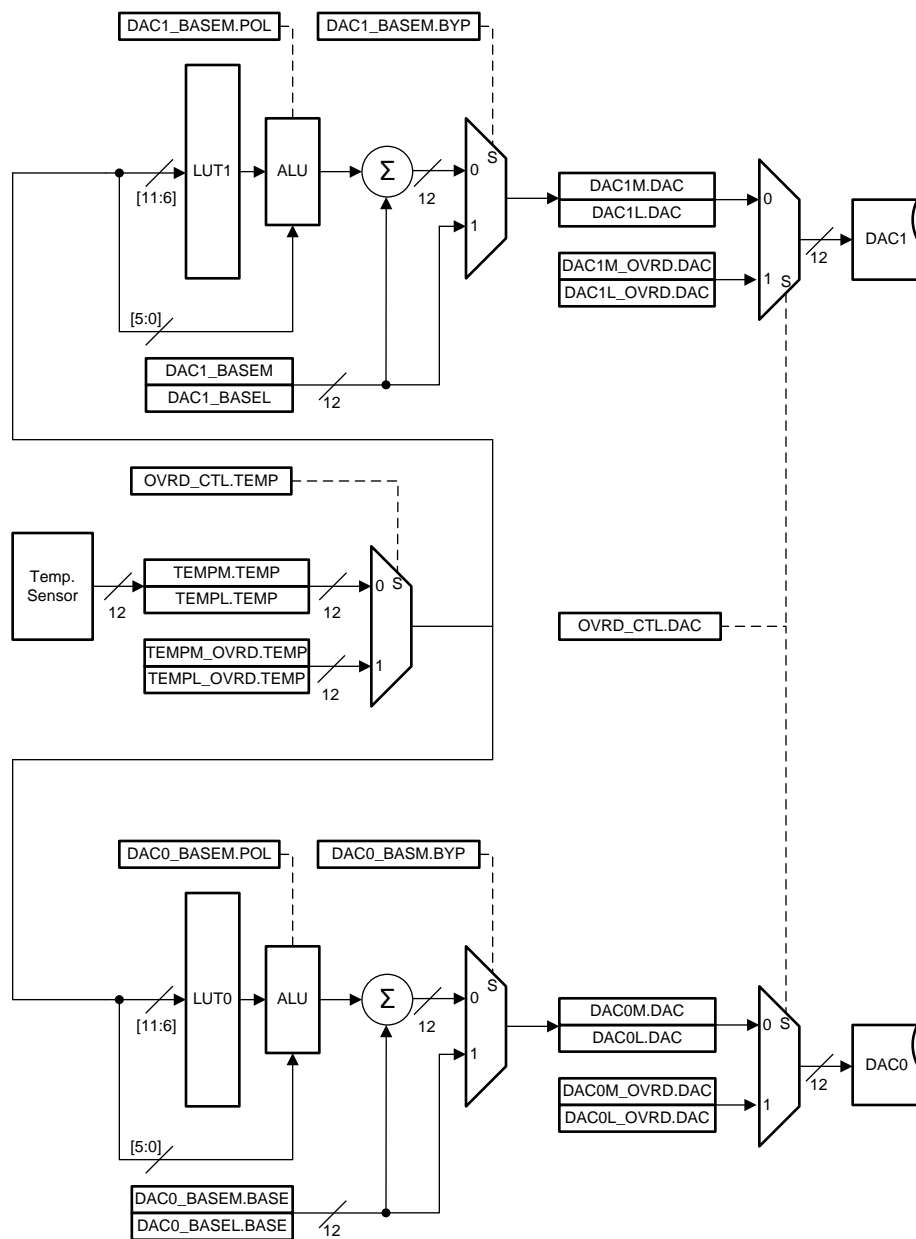 DAC1_BASEM.POL
DAC1_BASEM.BYP
LUT1
ALU
Σ
S
0
1
[11:6]
12
[5:0]
DAC1_BASEM
DAC1_BASEL
12
DAC1M.DAC
DAC1L.DAC
DAC1M_OVRD.DAC
DAC1L_OVRD.DAC
0
1
S
12
DAC1
OVRD_CTL.TEMP
Temp.
Sensor
12
TEMPM.TEMP
TEMPL.TEMP
12
TEMPM_OVRD.TEMP
TEMPL_OVRD.TEMP
12
0
S
1
OVRD_CTL.DAC
DAC0_BASEM.POL
DAC0_BASM.BYP
LUT0
ALU
Σ
S
0
1
[11:6]
12
[5:0]
DAC0_BASEM.BASE
DAC0_BASEL.BASE
12
DAC0M.DAC
DAC0L.DAC
DAC0M_OVRD.DAC
DAC0L_OVRD.DAC
0
S
1
12
DAC0